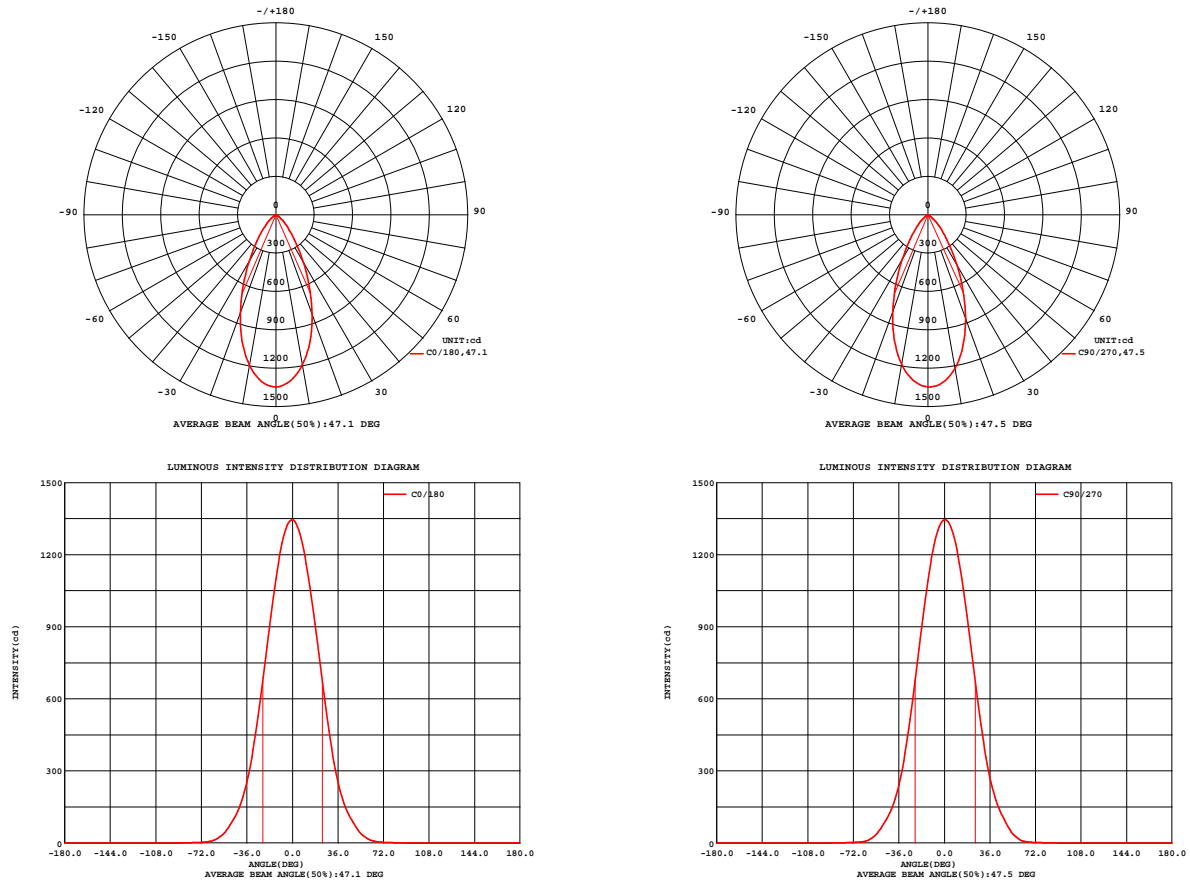 -/+180
-150 150
-120 120
-90 90
-60 60
-30 30
0
300
600
900
1200
1500
0
UNIT:cd
C0/180,47.1
AVERAGE BEAM ANGLE(50%):47.1 DEG
-/+180
-150 150
-120 120
-90 90
-60 60
-30 30
0
300
600
900
1200
1500
0
UNIT:cd
C90/270,47.5
AVERAGE BEAM ANGLE(50%):47.5 DEG
LUMINOUS INTENSITY DISTRIBUTION DIAGRAM
C0/180
INTENSITY(cd)
1500
1200
900
600
300
0
-180.0 -144.0 -108.0 -72.0 -36.0 0.0 36.0 72.0 108.0 144.0 180.0
ANGLE(DEG)
AVERAGE BEAM ANGLE(50%):47.1 DEG
LUMINOUS INTENSITY DISTRIBUTION DIAGRAM
C90/270
INTENSITY(cd)
1500
1200
900
600
300
0
-180.0 -144.0 -108.0 -72.0 -36.0 0.0 36.0 72.0 108.0 144.0 180.0
ANGLE(DEG)
AVERAGE BEAM ANGLE(50%):47.5 DEG